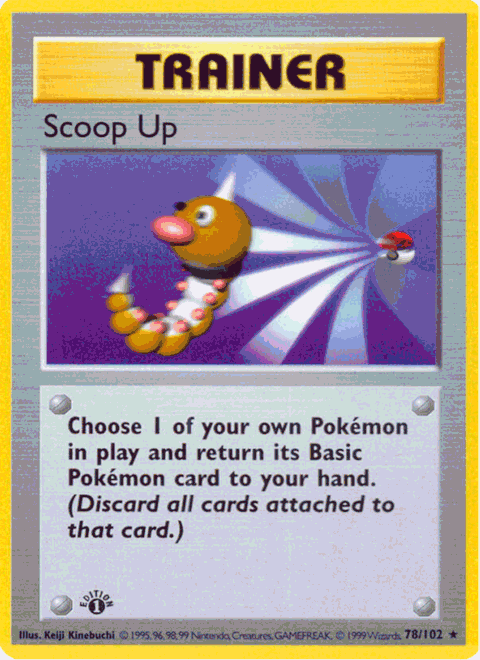 TRAINER
Scoop Up
Choose 1 of your own Pokémon
in play and return its Basic
Pokémon card to your hand.
(Discard all cards attached to
that card.)
EDITION
1
Illus. Keiji Kinebuchi © 1995, 96, 98, 99 Nintendo, Creatures, GAMEFREAK. © 1999 Wizards. 78/102 ★